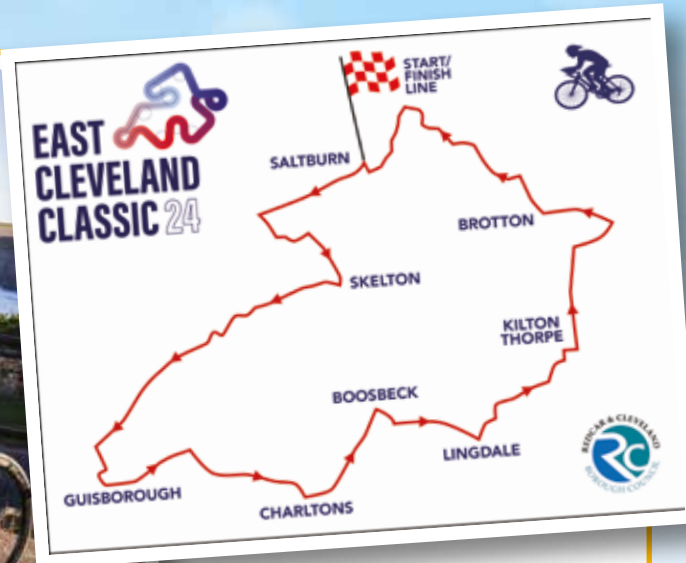 START/
FINISH
LINE
EAST
CLEVELAND
CLASSIC 24
SALTBURN
BROTTON
SKELTON
KILTON
THORPE
BOOSBECK
LINGDALE
GUISBOROUGH
CHARLTONS
REDCAR & CLEVELAND
RC
BOROUGH COUNCIL